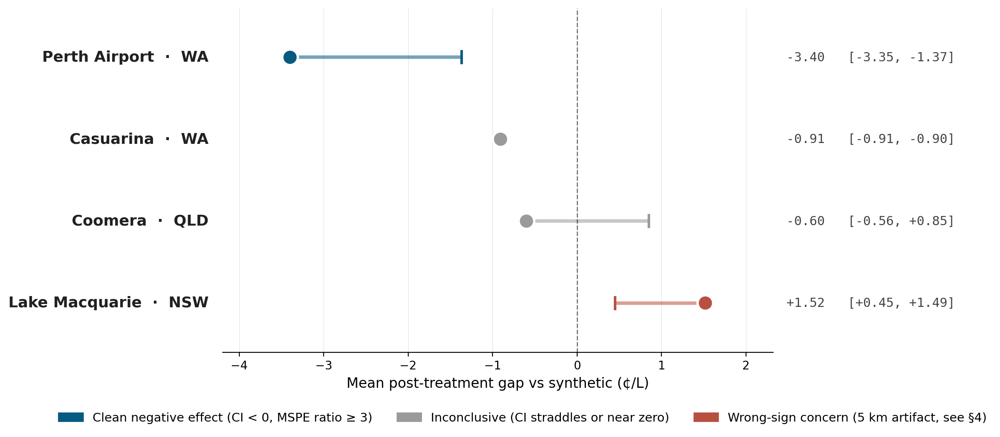 Perth Airport · WA
-3.40 [-3.35, -1.37]
Casuarina · WA
-0.91 [-0.91, -0.90]
Coomera · QLD
-0.60 [-0.56, +0.85]
Lake Macquarie · NSW
+1.52 [+0.45, +1.49]
−4 −3 −2 −1 0 1 2
Mean post-treatment gap vs synthetic (¢/L)
Clean negative effect (CI < 0, MSPE ratio ≥ 3)
Inconclusive (CI straddles or near zero)
Wrong-sign concern (5 km artifact, see §4)